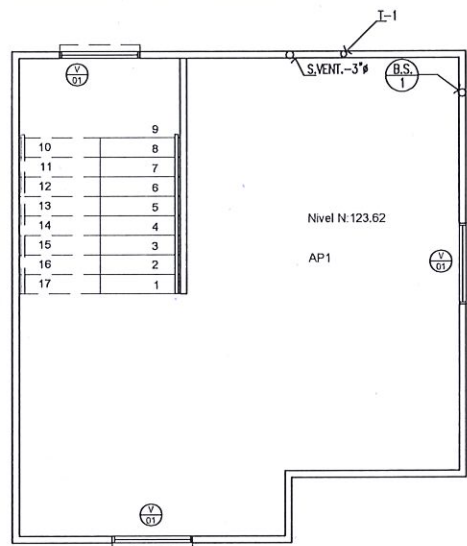 T-1
V
01
S.VENT.-3"ø
B.S.
1
9
10 8
11 7
12 6
13 5
14 4
15 3
16 2
17 1
Nivel N:123.62
AP1
V
01
V
01